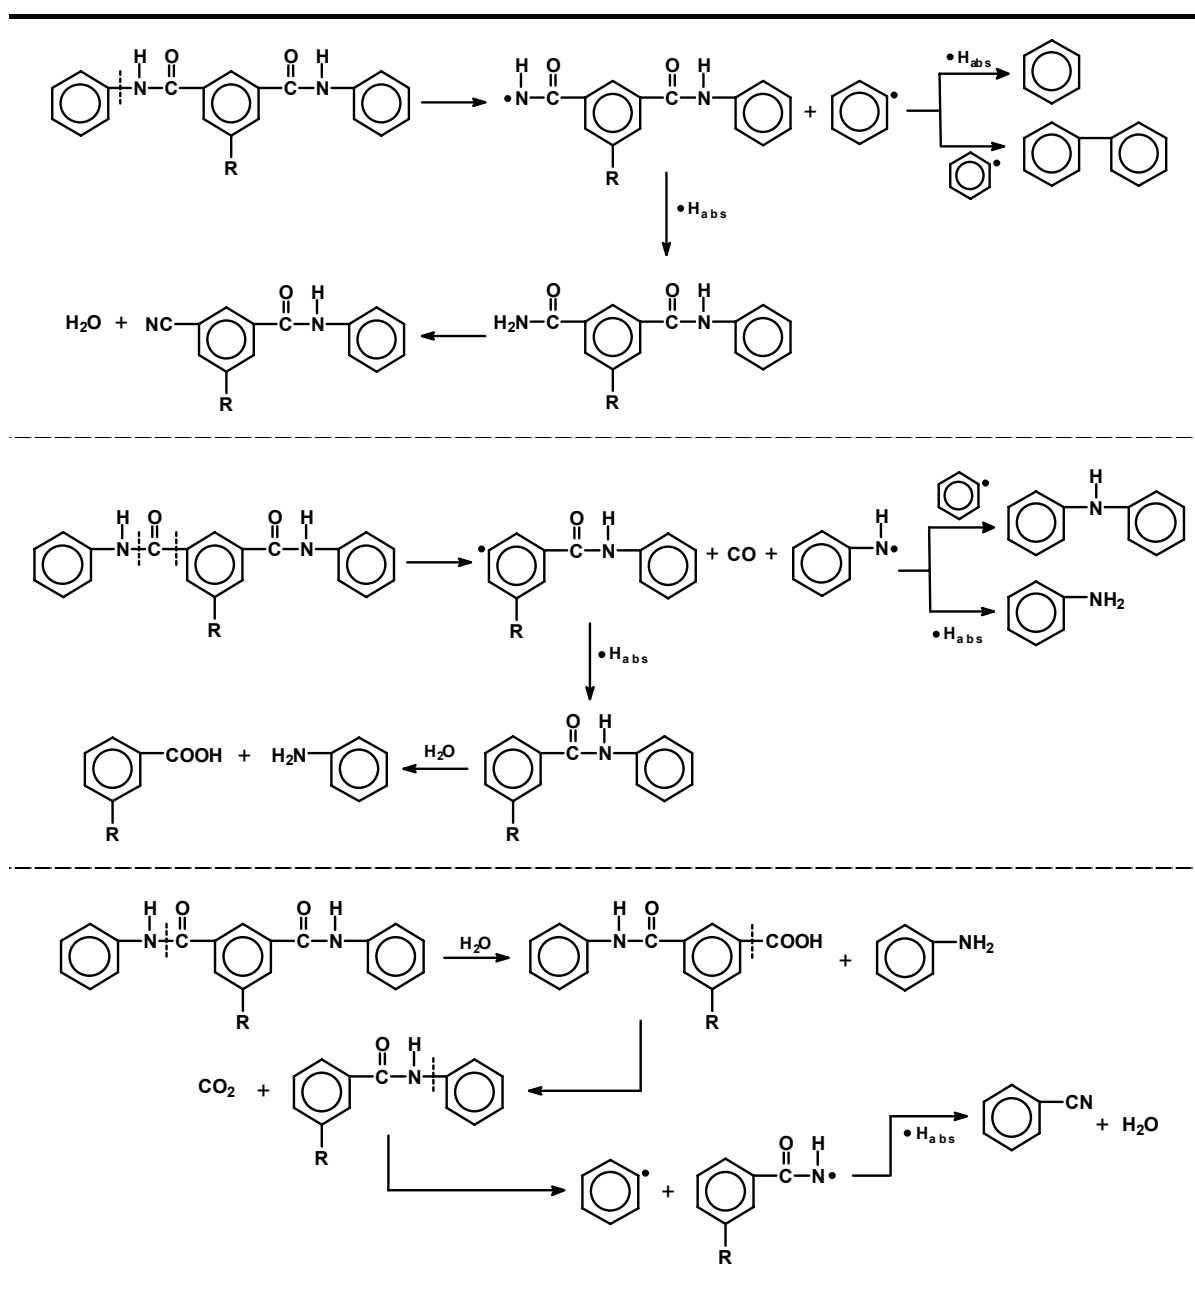 H O O H H O O H •H abs
N C C N •N C C N + •
R R •
•H abs
O H O O H
H₂O + NC C N H₂N C C N
R R
H O O H O H H • H
N C C N • C N + CO + N• N
R R NH₂
•H abs •H abs
O H
COOH + H₂N H₂O C N
R R
H O O H H O
N C C N H₂O N C COOH + NH₂
R R
O H
CO₂ + C N CN
R •H abs + H₂O
O H
• + C N•
R